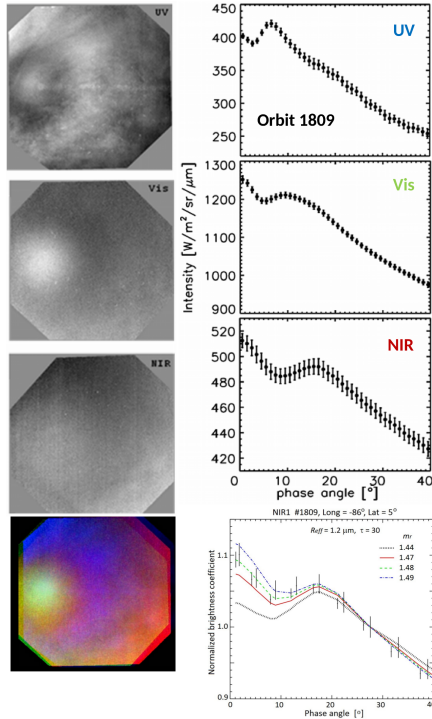 UV
Vis
NIR
450
400
350
300
250
UV
Orbit 1809
1300
1200
1100
1000
900
Vis
Intensity [W/m²/sr/μm]
520
500
480
460
440
420
NIR
0 10 20 30 40
phase angle [°]
NIR1 #1809, Long = -86°, Lat = 5°
Reff = 1.2 μm, τ = 30
mr
1.44
1.47
1.48
1.49
1.1
1.0
0.9
Normalized brightness coefficient
0 10 20 30 40
Phase angle [°]